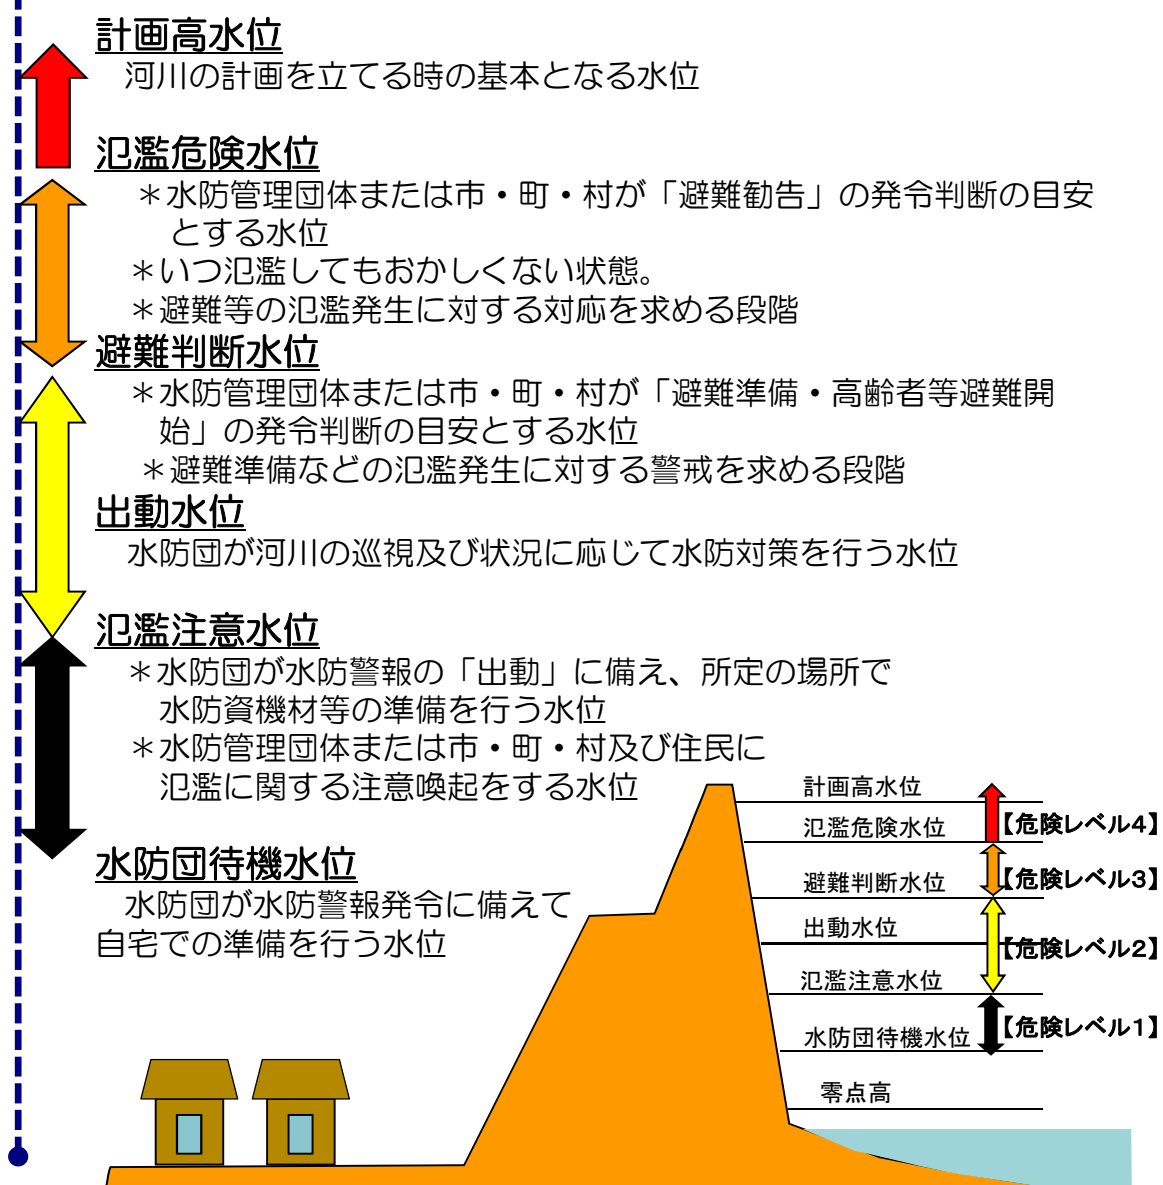 計画高水位
河川の計画を立てる時の基本となる水位
氾濫危険水位
＊水防管理団体または市・町・村が「避難勧告」の発令判断の目安
とする水位
＊いつ氾濫してもおかしくない状態。
＊避難等の氾濫発生に対する対応を求める段階
避難判断水位
＊水防管理団体または市・町・村が「避難準備・高齢者等避難開
始」の発令判断の目安とする水位
＊避難準備などの氾濫発生に対する警戒を求める段階
出動水位
水防団が河川の巡視及び状況に応じて水防対策を行う水位
氾濫注意水位
＊水防団が水防警報の「出動」に備え、所定の場所で
水防資機材等の準備を行う水位
＊水防管理団体または市・町・村及び住民に
氾濫に関する注意喚起をする水位
水防団待機水位
水防団が水防警報発令に備えて
自宅での準備を行う水位
計画高水位
氾濫危険水位
【危険レベル4】
避難判断水位
【危険レベル3】
出動水位
【危険レベル2】
氾濫注意水位
水防団待機水位
【危険レベル1】
零点高